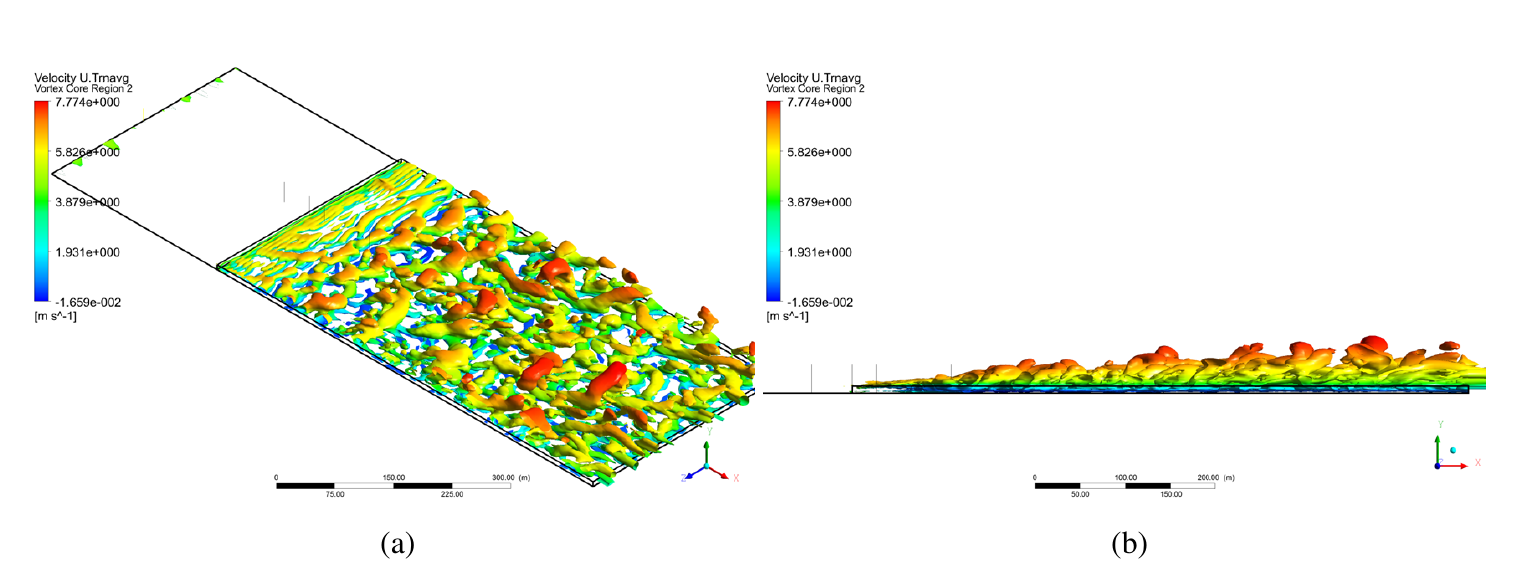 Velocity U.Trnavg
Vortex Core Region 2
7.774e+000
5.826e+000
3.879e+000
1.931e+000
-1.659e-002
[m s^-1]
0 150.00 300.00 (m)
75.00 225.00
Y
Z X
(a)
Velocity U.Trnavg
Vortex Core Region 2
7.774e+000
5.826e+000
3.879e+000
1.931e+000
-1.659e-002
[m s^-1]
0 100.00 200.00 (m)
50.00 150.00
Y
X
(b)